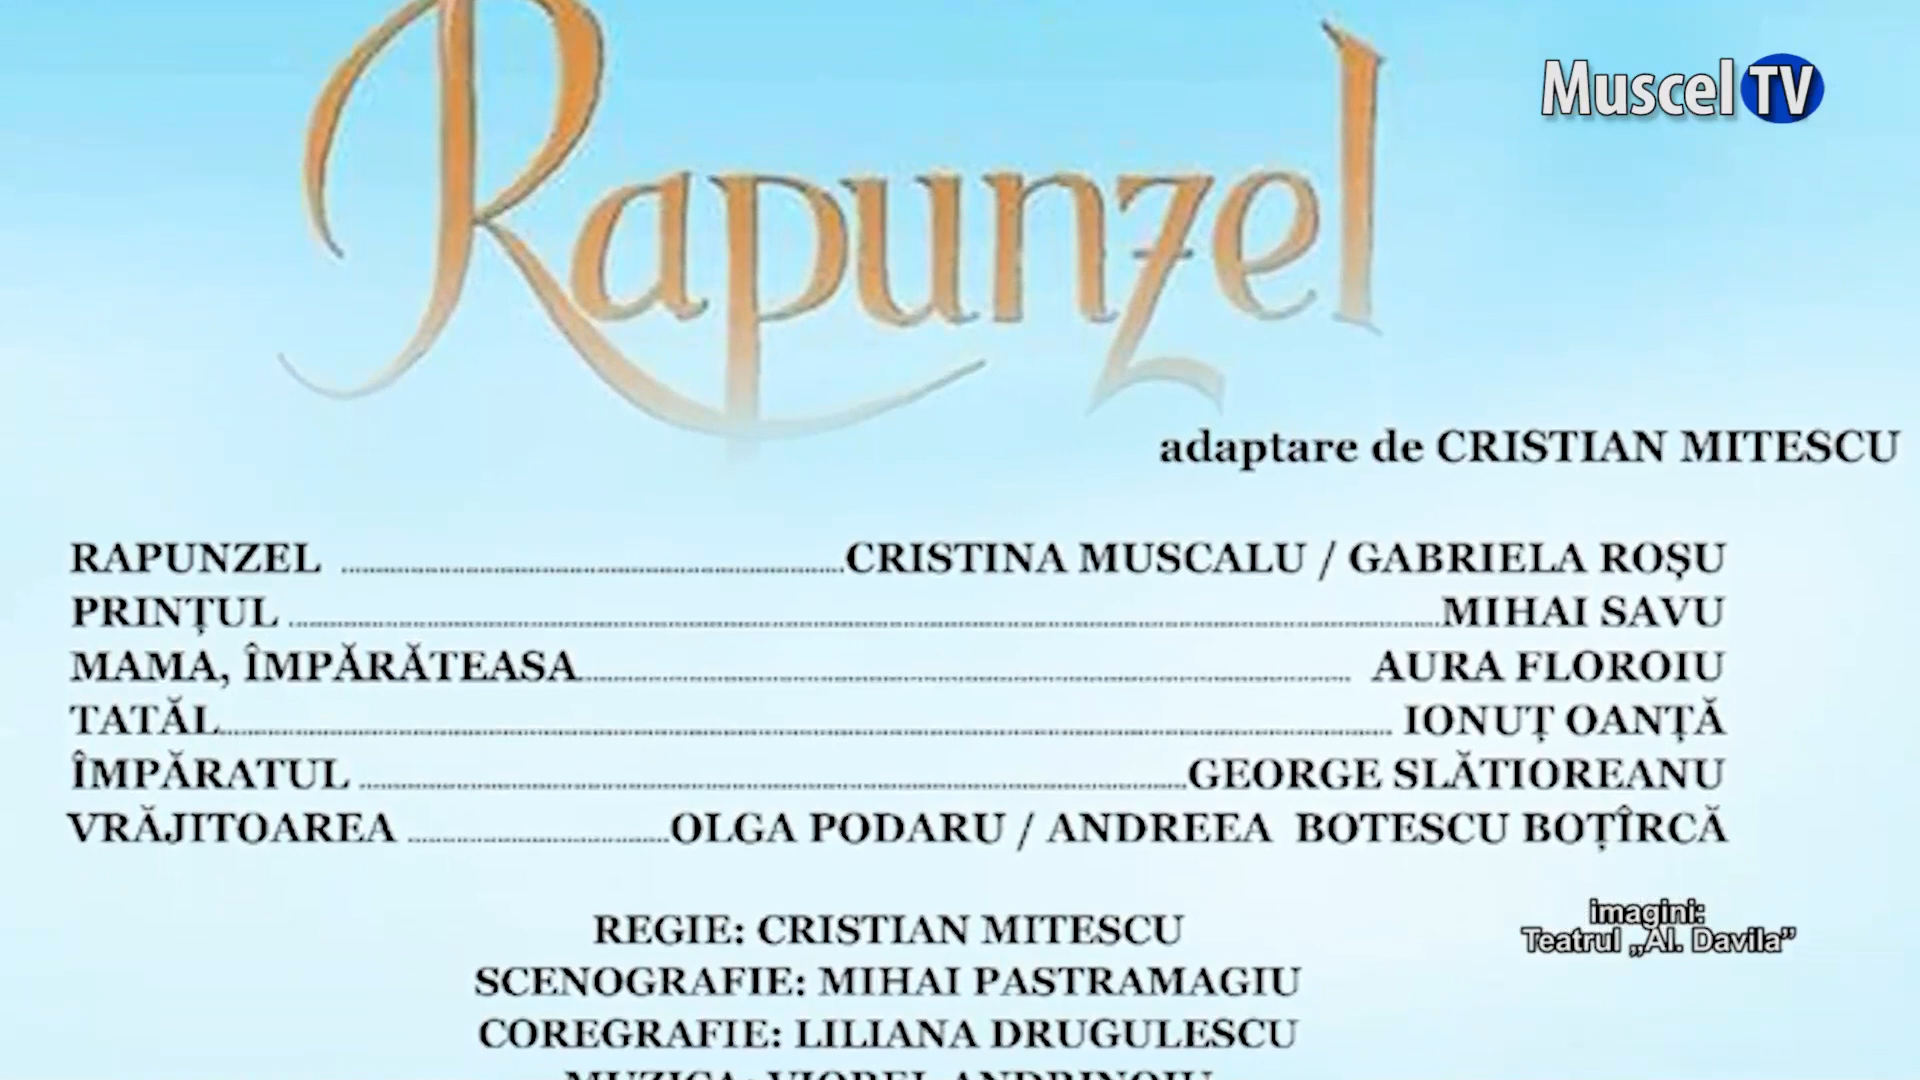 Rapunzel
Muscel TV
adaptare de CRISTIAN MITESCU
RAPUNZEL ........................CRISTINA MUSCALU / GABRIELA ROȘU
PRINȚUL ........................MIHAI SAVU
MAMA, ÎMPĂRĂTEASA........................ AURA FLOROIU
TATĂL........................ IONUȚ OANȚĂ
ÎMPĂRATUL ........................GEORGE SLĂTIOREANU
VRĂJITOAREA ........................OLGA PODARU / ANDREEA BOTESCU BOȚÎRCĂ
REGIE: CRISTIAN MITESCU
imagini:
Teatrul „Al. Davila”
SCENOGRAFIE: MIHAI PASTRAMAGIU
COREGRAFIE: LILIANA DRUGULESCU
MUZICA: VIOREL